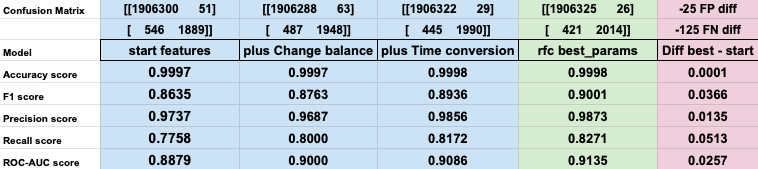 Confusion Matrix [[1906300 51] [[1906288 63] [[1906322 29] [[1906325 26] -25 FP diff
[ 546 1889]] [ 487 1948]] [ 445 1990]] [ 421 2014]] -125 FN diff
Model start features plus Change balance plus Time conversion rfc best_params Diff best - start
Accuracy score 0.9997 0.9997 0.9998 0.9998 0.0001
F1 score 0.8635 0.8763 0.8936 0.9001 0.0366
Precision score 0.9737 0.9687 0.9856 0.9873 0.0135
Recall score 0.7758 0.8000 0.8172 0.8271 0.0513
ROC-AUC score 0.8879 0.9000 0.9086 0.9135 0.0257